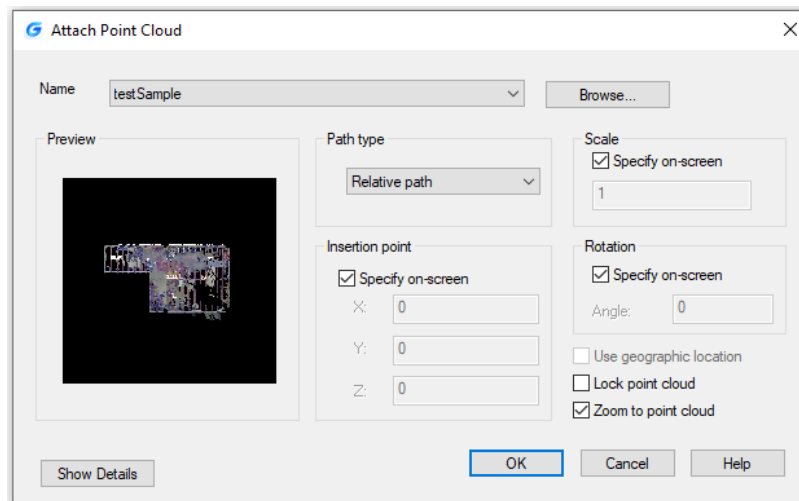 Attach Point Cloud
Name
testSample
Browse...
Preview
Path type
Relative path
Insertion point
Specify on-screen
X:
0
Y:
0
Z:
0
Scale
Specify on-screen
1
Rotation
Specify on-screen
Angle:
0
Use geographic location
Lock point cloud
Zoom to point cloud
Show Details
OK
Cancel
Help